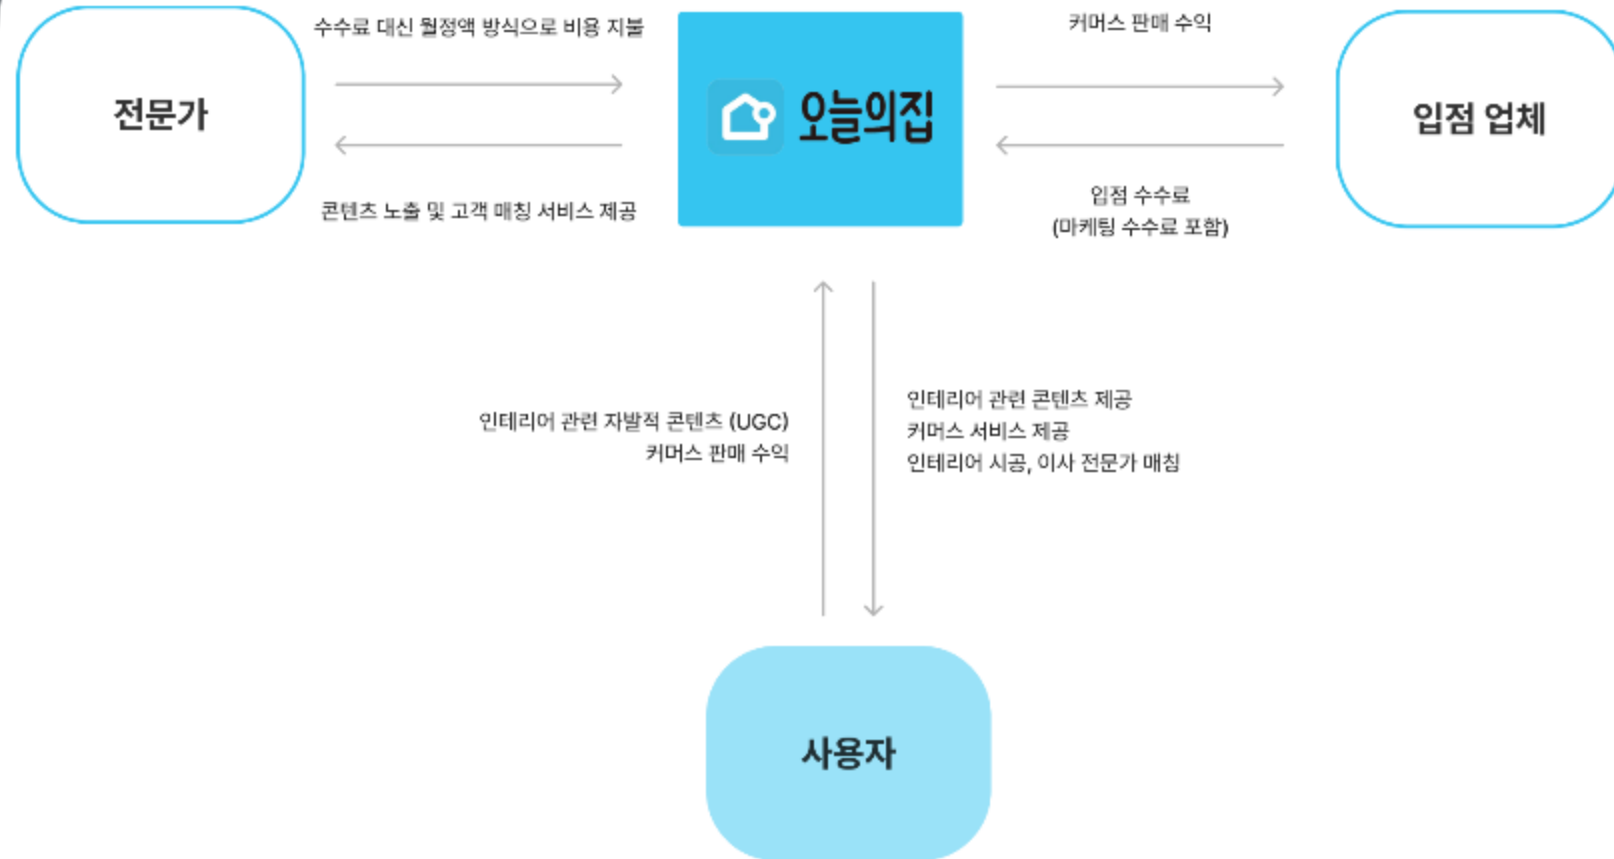 수수료 대신 월정액 방식으로 비용 지불
커머스 판매 수익
전문가
오늘의집
입점 업체
콘텐츠 노출 및 고객 매칭 서비스 제공
입점 수수료
(마케팅 수수료 포함)
인테리어 관련 자발적 콘텐츠 (UGC)
커머스 판매 수익
인테리어 관련 콘텐츠 제공
커머스 서비스 제공
인테리어 시공, 이사 전문가 매칭
사용자